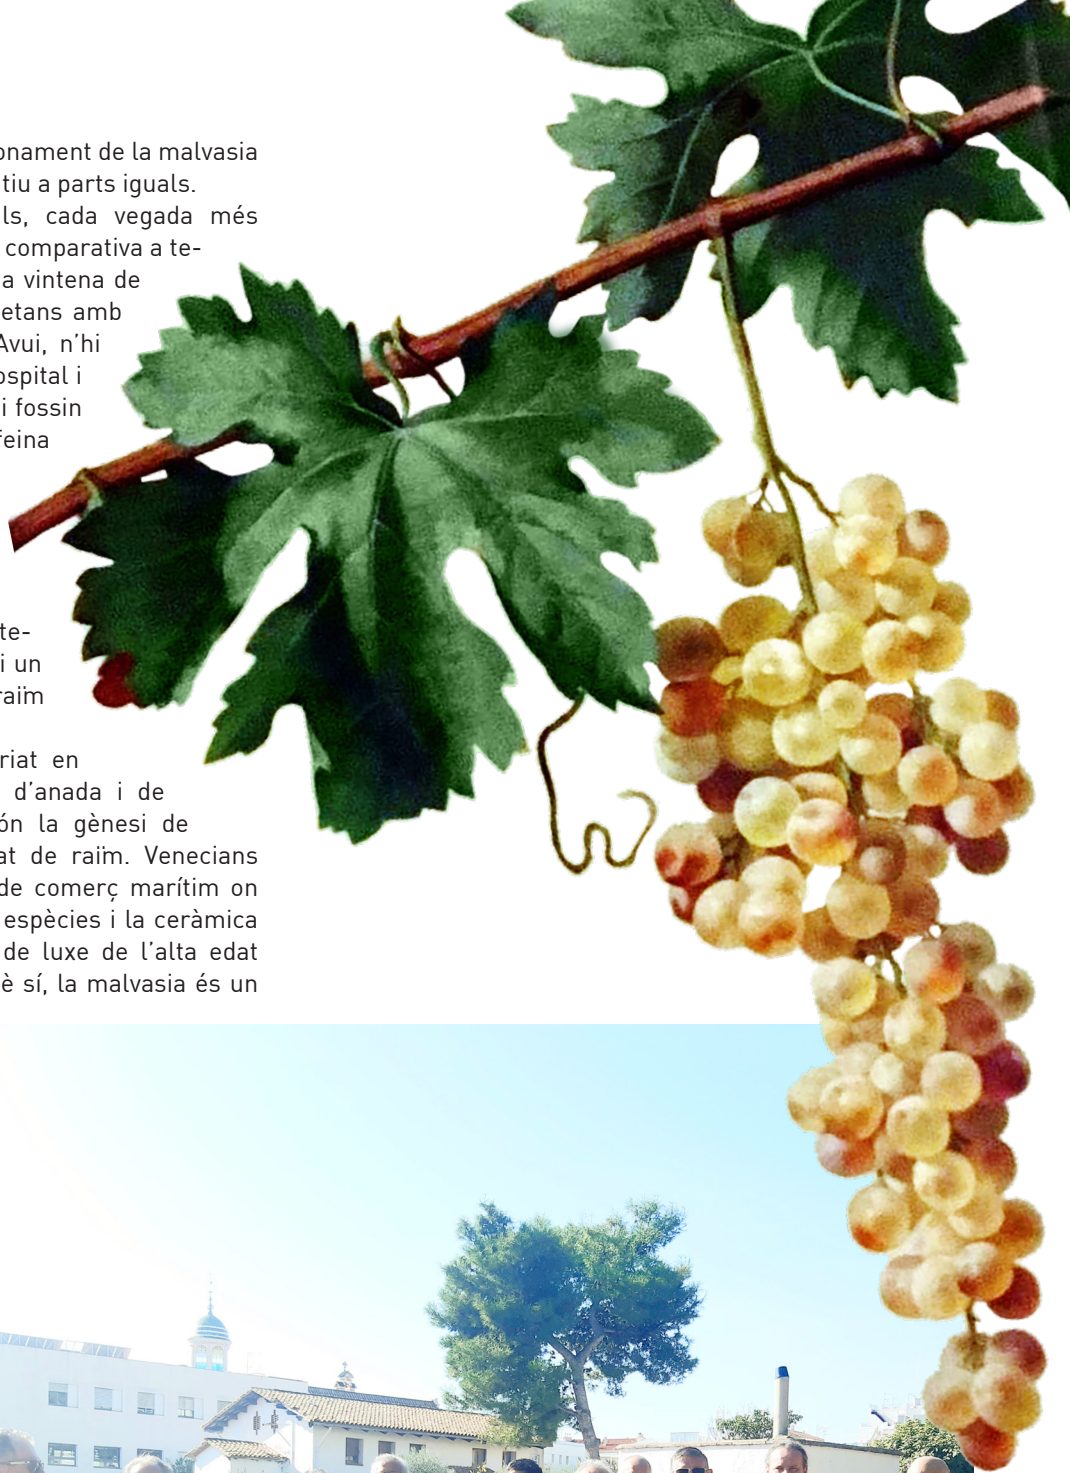 onament de la malvasia
tiu a parts iguals.
ls, cada vegada més
comparativa a te-
a vintena de
etans amb
Avui, n’hi
ospital i
i fossin
feina
te-
i un
raïm
riat en
d’anada i de
ón la gènesi de
at de raïm. Venecians
de comerç marítim on
espècies i la ceràmica
de luxe de l’alta edat
è sí, la malvasia és un